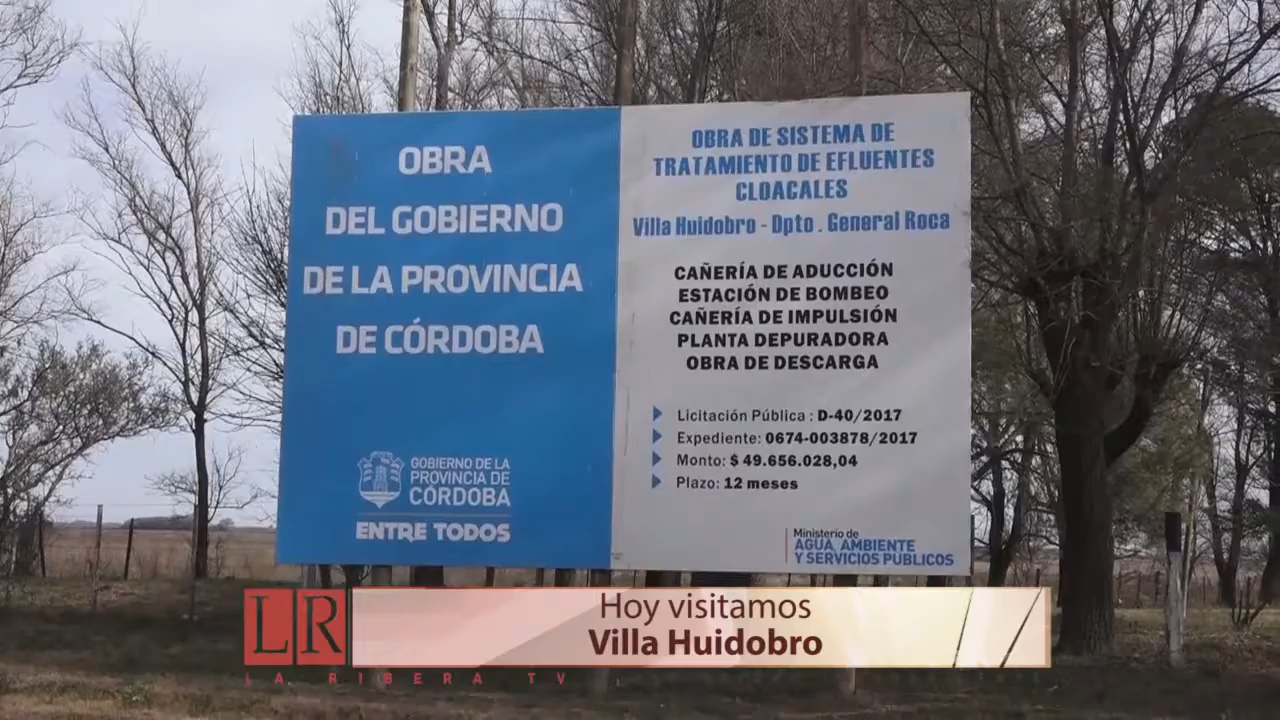 OBRA
DEL GOBIERNO
DE LA PROVINCIA
DE CÓRDOBA
GOBIERNO DE LA
PROVINCIA DE
CÓRDOBA
ENTRE TODOS
OBRA DE SISTEMA DE
TRATAMIENTO DE EFLUENTES
CLOACALES
Villa Huidobro - Dpto . General Roca
CAÑERÍA DE ADUCCIÓN
ESTACIÓN DE BOMBEO
CAÑERÍA DE IMPULSIÓN
PLANTA DEPURADORA
OBRA DE DESCARGA
Licitación Pública : D-40/2017
Expediente: 0674-003878/2017
Monto: $ 49.656.028,04
Plazo: 12 meses
Ministerio de
AGUA, AMBIENTE
Y SERVICIOS PÚBLICOS
LR
LA RIBERA TV
Hoy visitamos
Villa Huidobro